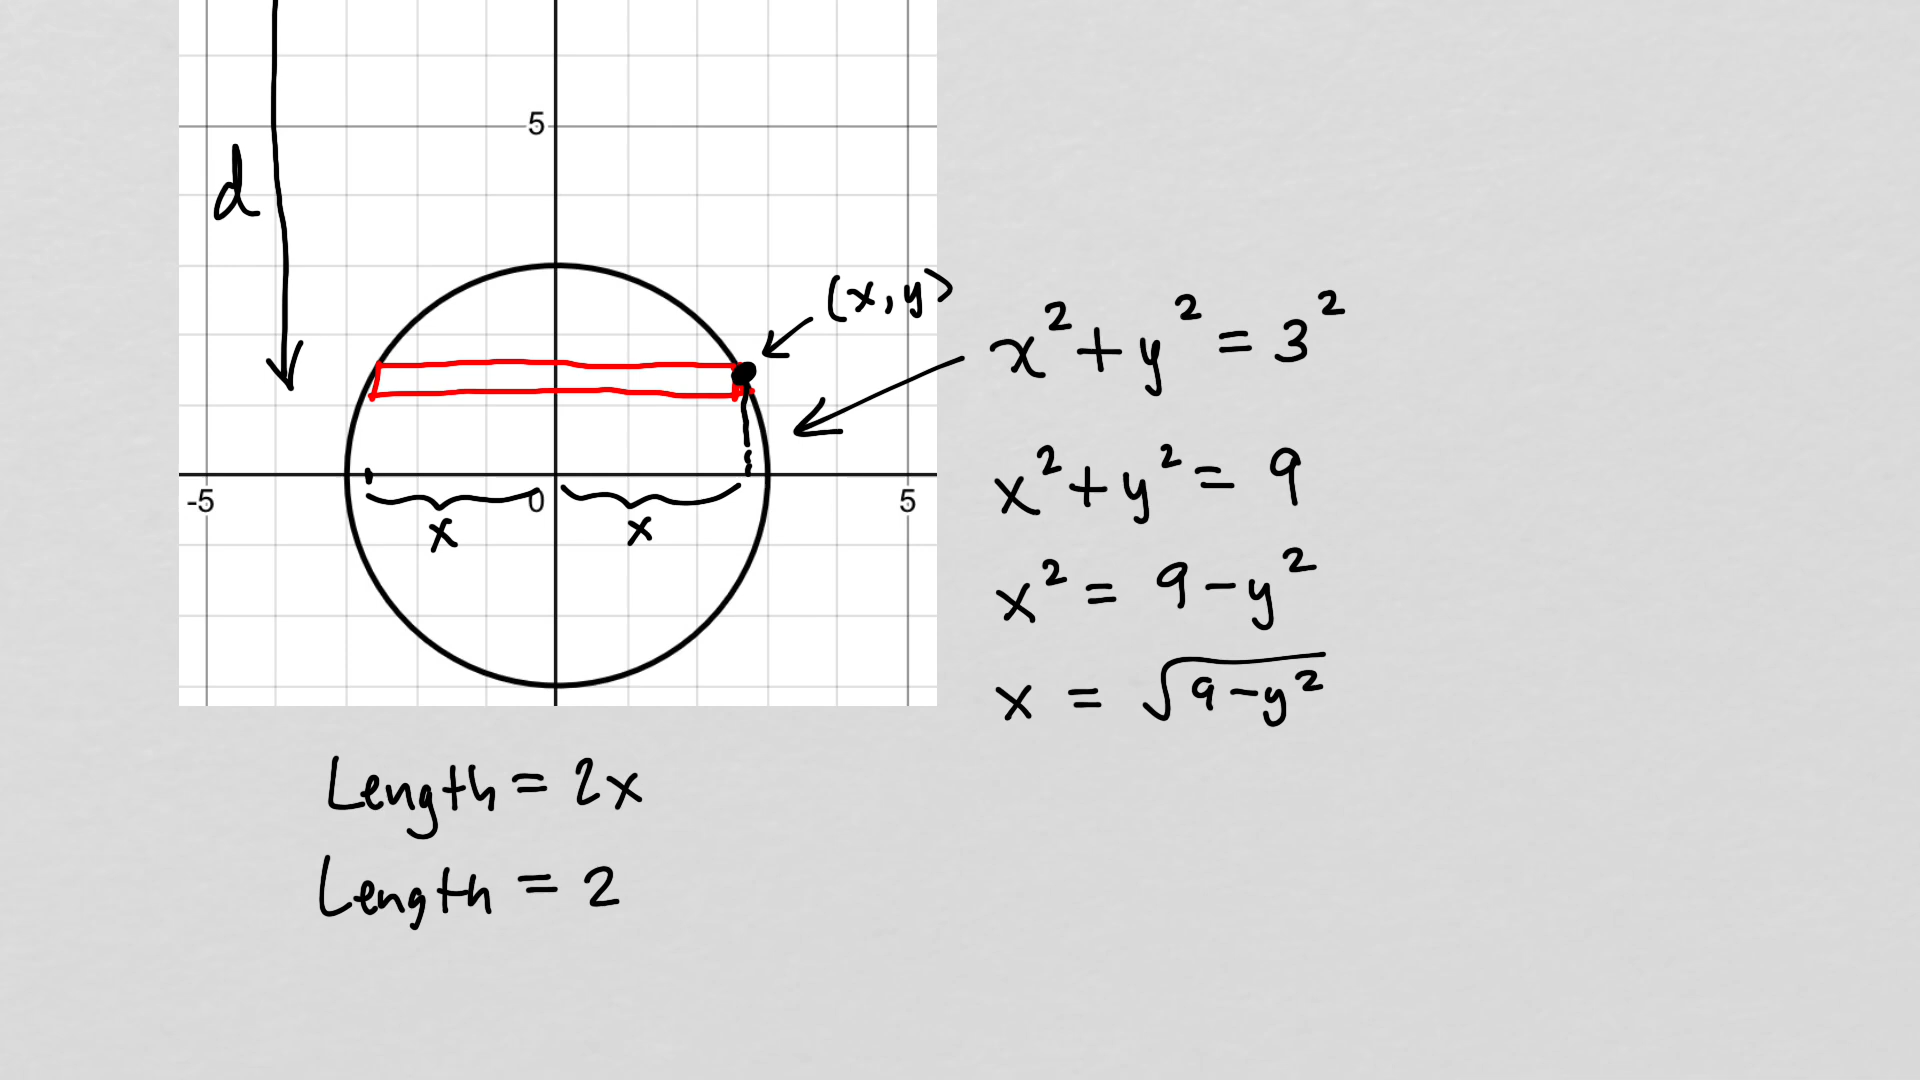 5
d
(x,y)
-5 0 5
x x
x² + y² = 3²
x² + y² = 9
x² = 9 - y²
x = √(9-y²)
Length = 2x
Length = 2